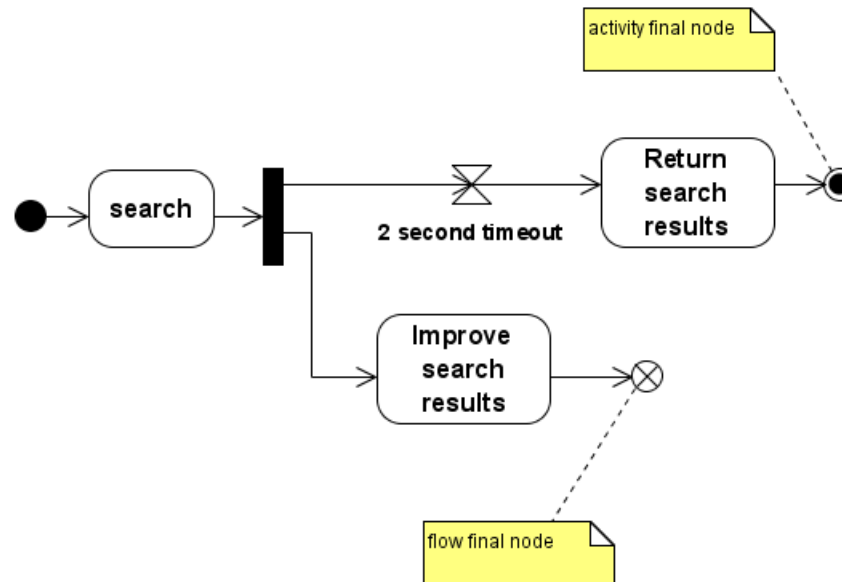 activity final node
search
Return
search
results
2 second timeout
Improve
search
results
flow final node